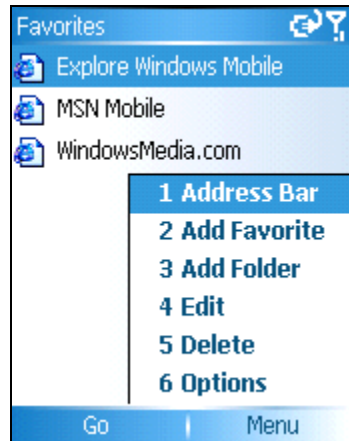 Favorites
Explore Windows Mobile
MSN Mobile
WindowsMedia.com
1 Address Bar
2 Add Favorite
3 Add Folder
4 Edit
5 Delete
6 Options
Go Menu